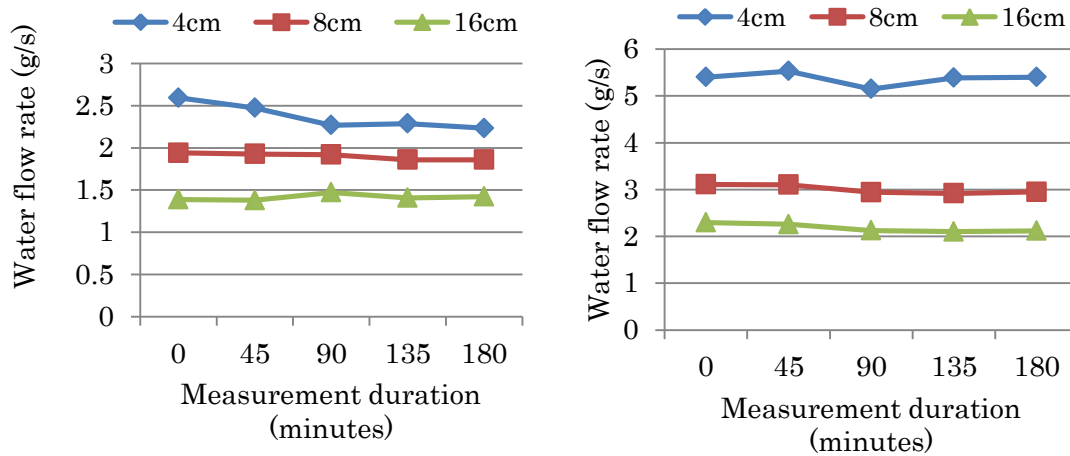 4cm 8cm 16cm
Water flow rate (g/s)
3
2.5
2
1.5
1
0.5
0
0 45 90 135 180
Measurement duration
(minutes)
4cm 8cm 16cm
Water flow rate (g/s)
6
5
4
3
2
1
0
0 45 90 135 180
Measurement duration
(minutes)